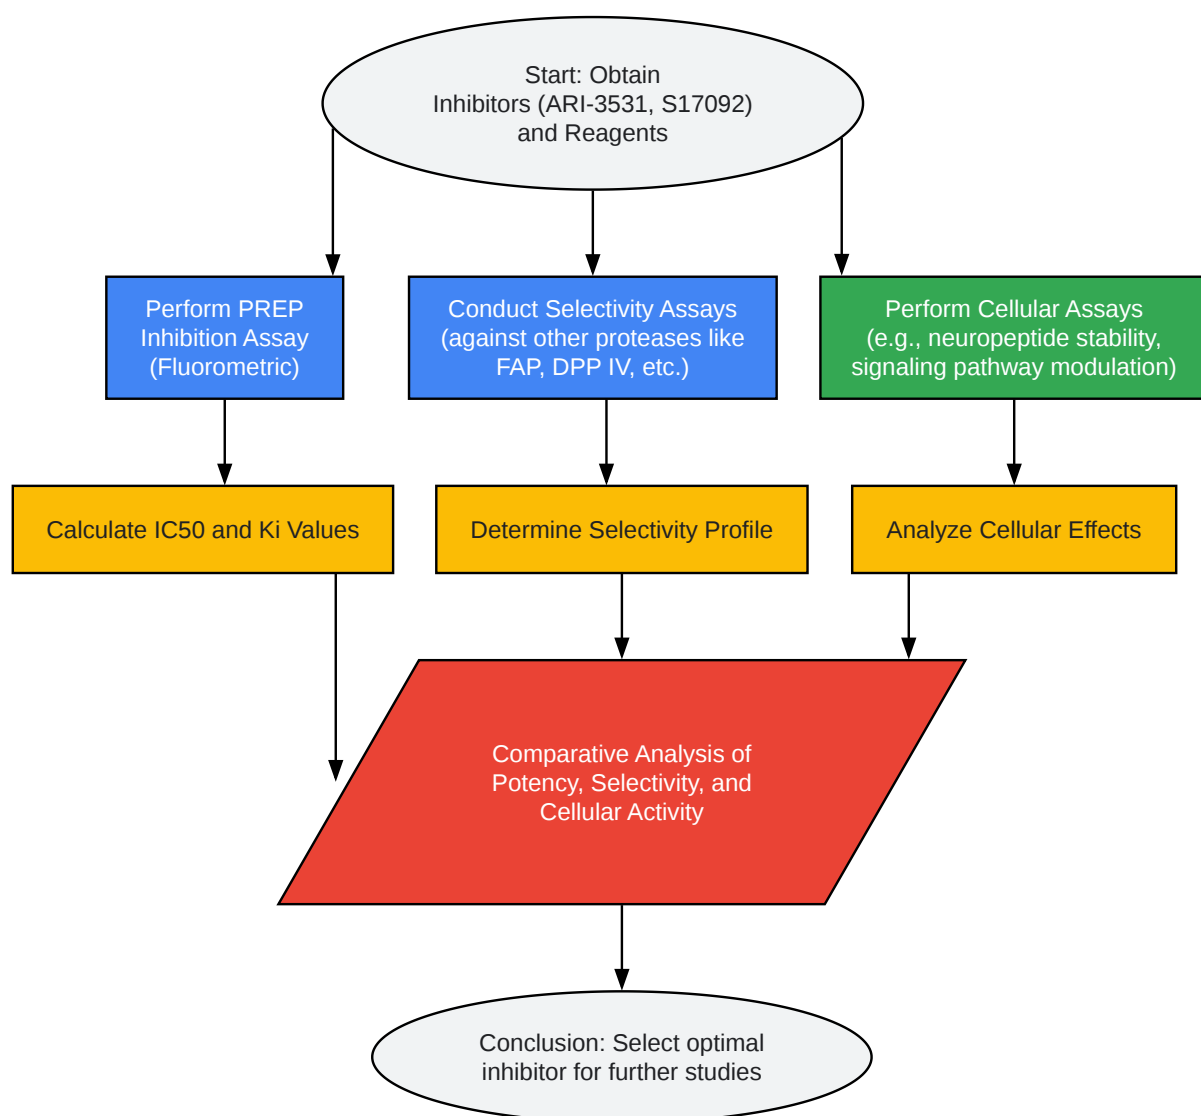 Start: Obtain
Inhibitors (ARI-3531, S17092)
and Reagents
Perform PREP
Inhibition Assay
(Fluorometric)
Conduct Selectivity Assays
(against other proteases like
FAP, DPP IV, etc.)
Perform Cellular Assays
(e.g., neuropeptide stability,
signaling pathway modulation)
Calculate IC50 and Ki Values
Determine Selectivity Profile
Analyze Cellular Effects
Comparative Analysis of
Potency, Selectivity, and
Cellular Activity
Conclusion: Select optimal
inhibitor for further studies